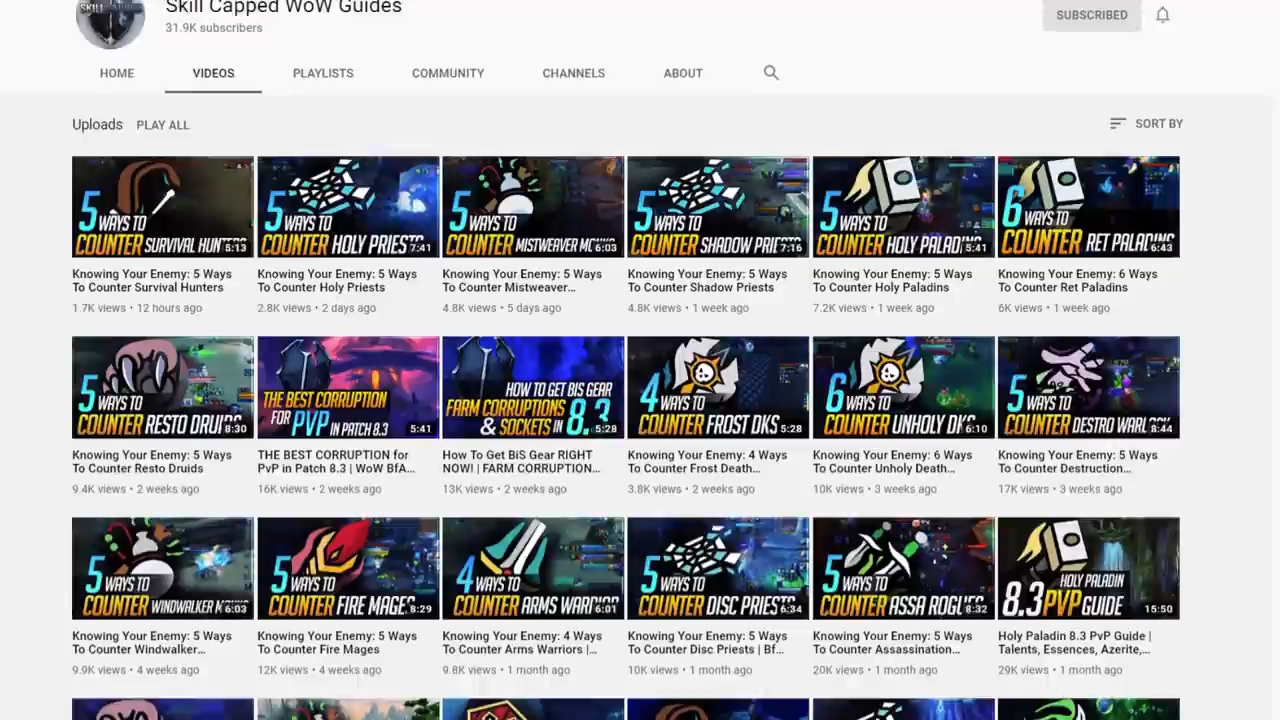 Skill Capped WoW Guides
31.9K subscribers
SUBSCRIBED
HOME VIDEOS PLAYLISTS COMMUNITY CHANNELS ABOUT
Uploads PLAY ALL SORT BY
5 WAYS TO
COUNTER SURVIVAL HUNTERS 5:13
5 WAYS TO
COUNTER HOLY PRIESTS 7:41
5 WAYS TO
COUNTER MISTWEAVER MONKS 6:03
5 WAYS TO
COUNTER SHADOW PRIESTS 7:16
5 WAYS TO
COUNTER HOLY PALADINS 5:41
6 WAYS TO
COUNTER RET PALADINS 6:43
Knowing Your Enemy: 5 Ways
To Counter Survival Hunters
1.7K views • 12 hours ago
Knowing Your Enemy: 5 Ways
To Counter Holy Priests
2.8K views • 2 days ago
Knowing Your Enemy: 5 Ways
To Counter Mistweaver...
4.8K views • 5 days ago
Knowing Your Enemy: 5 Ways
To Counter Shadow Priests
4.8K views • 1 week ago
Knowing Your Enemy: 5 Ways
To Counter Holy Paladins
7.2K views • 1 week ago
Knowing Your Enemy: 6 Ways
To Counter Ret Paladins
6K views • 1 week ago
5 WAYS TO
COUNTER RESTO DRUIDS 8:30
THE BEST CORRUPTION
FOR PVP IN PATCH 8.3 5:41
HOW TO GET BIS GEAR
FARM CORRUPTIONS
& SOCKETS IN 8.3 5:28
4 WAYS TO
COUNTER FROST DKS 5:28
6 WAYS TO
COUNTER UNHOLY DKS 6:10
5 WAYS TO
COUNTER DESTRO WARLOCKS 8:44
Knowing Your Enemy: 5 Ways
To Counter Resto Druids
9.4K views • 2 weeks ago
THE BEST CORRUPTION for
PvP in Patch 8.3 | WoW BfA...
16K views • 2 weeks ago
How To Get BiS Gear RIGHT
NOW! | FARM CORRUPTION...
13K views • 2 weeks ago
Knowing Your Enemy: 4 Ways
To Counter Frost Death...
3.8K views • 2 weeks ago
Knowing Your Enemy: 6 Ways
To Counter Unholy Death...
10K views • 3 weeks ago
Knowing Your Enemy: 5 Ways
To Counter Destruction...
17K views • 3 weeks ago
5 WAYS TO
COUNTER WINDWALKER MONKS 6:03
5 WAYS TO
COUNTER FIRE MAGES 8:29
4 WAYS TO
COUNTER ARMS WARRIORS 6:01
5 WAYS TO
COUNTER DISC PRIESTS 6:34
5 WAYS TO
COUNTER ASSA ROGUES 8:32
HOLY PALADIN
8.3 PVP GUIDE 15:50
Knowing Your Enemy: 5 Ways
To Counter Windwalker...
9.9K views • 4 weeks ago
Knowing Your Enemy: 5 Ways
To Counter Fire Mages
12K views • 4 weeks ago
Knowing Your Enemy: 4 Ways
To Counter Arms Warriors |...
9.8K views • 1 month ago
Knowing Your Enemy: 5 Ways
To Counter Disc Priests | Bf...
10K views • 1 month ago
Knowing Your Enemy: 5 Ways
To Counter Assassination...
20K views • 1 month ago
Holy Paladin 8.3 PvP Guide |
Talents, Essences, Azerite,...
29K views • 1 month ago